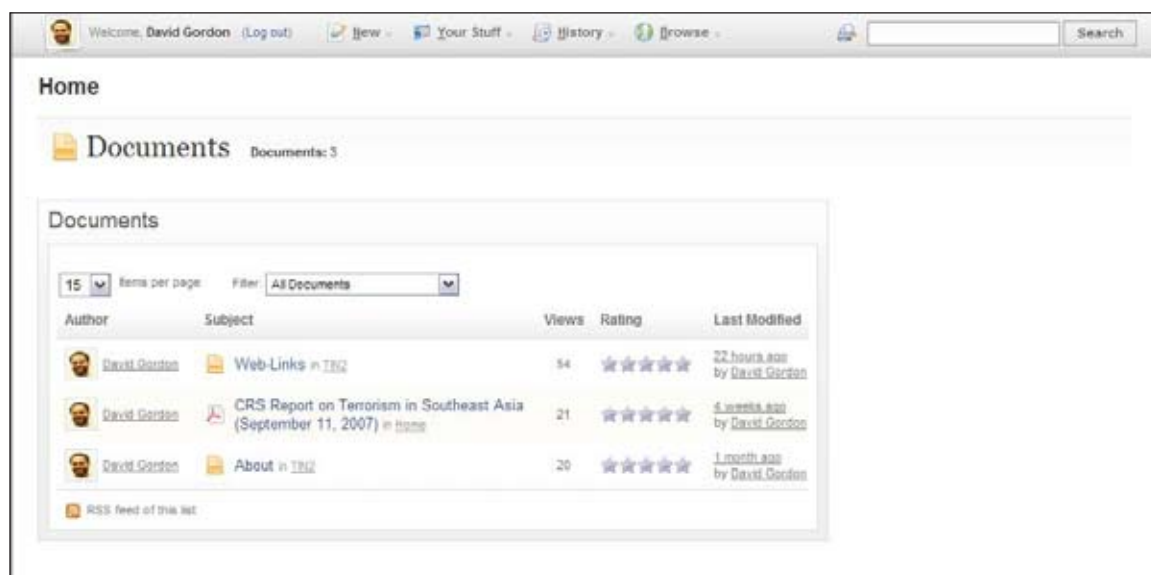 Welcome, David Gordon (Log out) New Your Stuff History Browse Search
Home
Documents Documents: 3
Documents
15 Items per page Filter: All Documents
Author Subject Views Rating Last Modified
David Gordon Web-Links in 54 22 hours ago
by David Gordon
David Gordon CRS Report on Terrorism in Southeast Asia
(September 11, 2007) in Home 21 4 weeks ago
by David Gordon
David Gordon About in 20 1 month ago
by David Gordon
RSS feed of this list